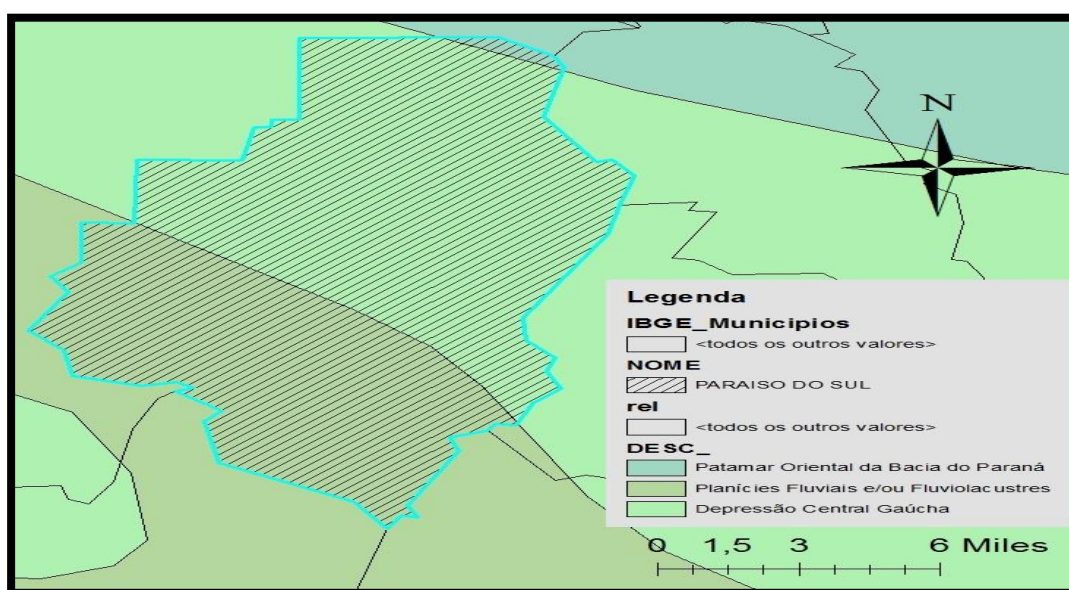 N
Legenda
IBGE_Municipios
<todos os outros valores>
NOME
PARAISO DO SUL
rel
<todos os outros valores>
DESC_
Patamar Oriental da Bacia do Paraná
Planícies Fluviais e/ou Fluviolacustres
Depressão Central Gaúcha
0 1,5 3 6 Miles